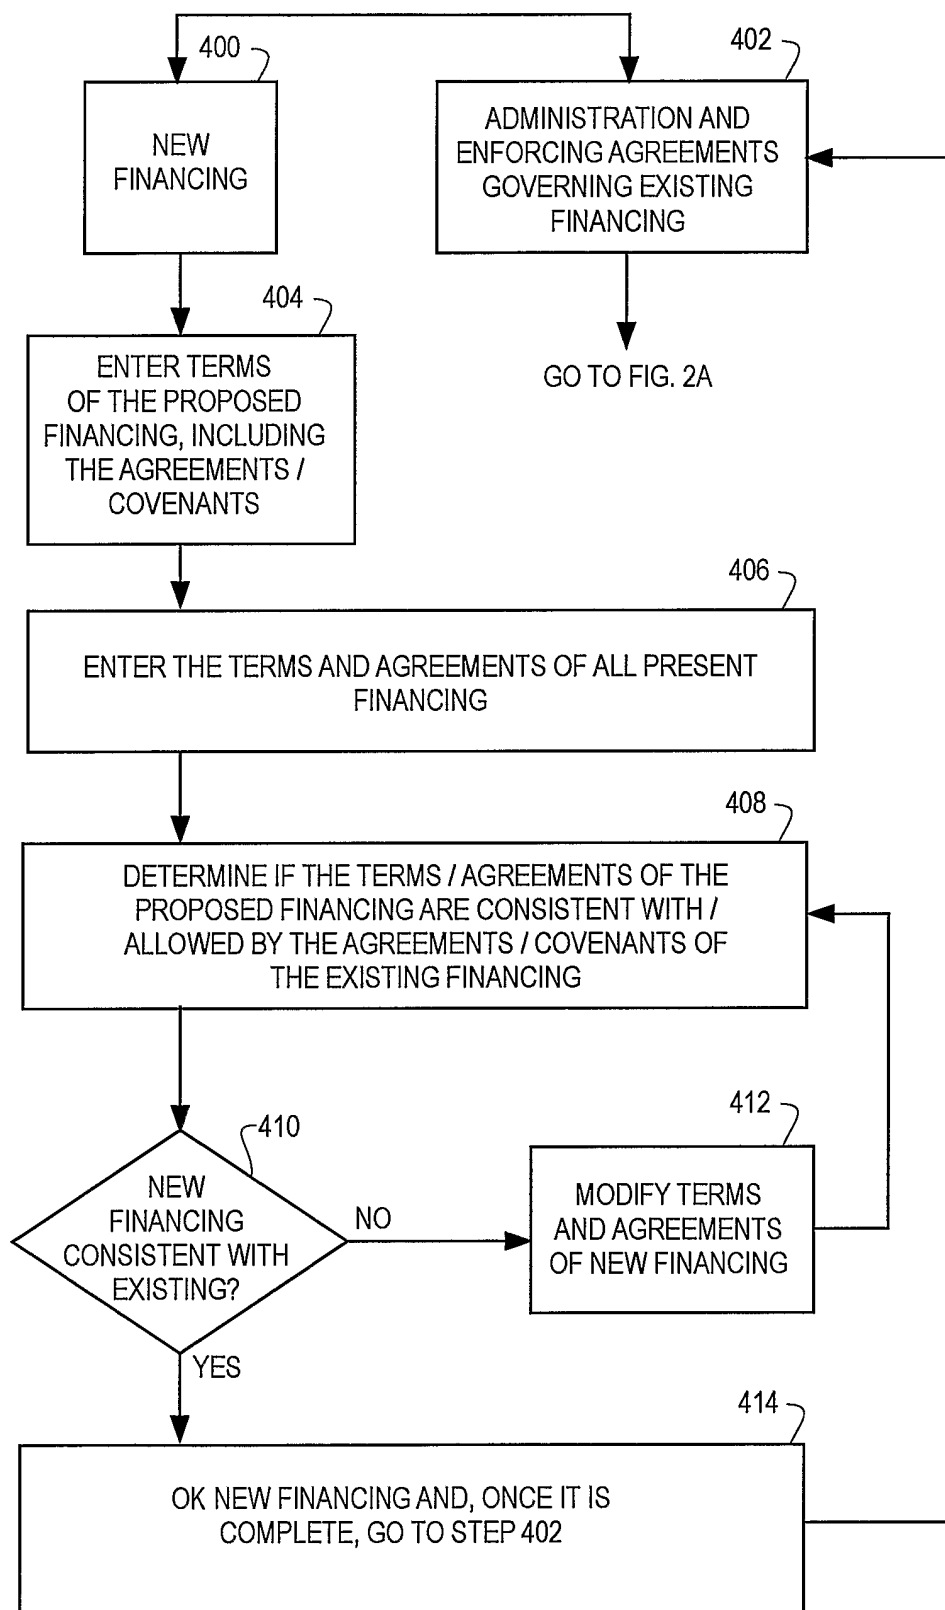 400
NEW
FINANCING
402
ADMINISTRATION AND
ENFORCING AGREEMENTS
GOVERNING EXISTING
FINANCING
GO TO FIG. 2A
404
ENTER TERMS
OF THE PROPOSED
FINANCING, INCLUDING
THE AGREEMENTS /
COVENANTS
406
ENTER THE TERMS AND AGREEMENTS OF ALL PRESENT
FINANCING
408
DETERMINE IF THE TERMS / AGREEMENTS OF THE
PROPOSED FINANCING ARE CONSISTENT WITH /
ALLOWED BY THE AGREEMENTS / COVENANTS OF
THE EXISTING FINANCING
410
NEW
FINANCING
CONSISTENT WITH
EXISTING?
NO
412
MODIFY TERMS
AND AGREEMENTS
OF NEW FINANCING
YES
414
OK NEW FINANCING AND, ONCE IT IS
COMPLETE, GO TO STEP 402